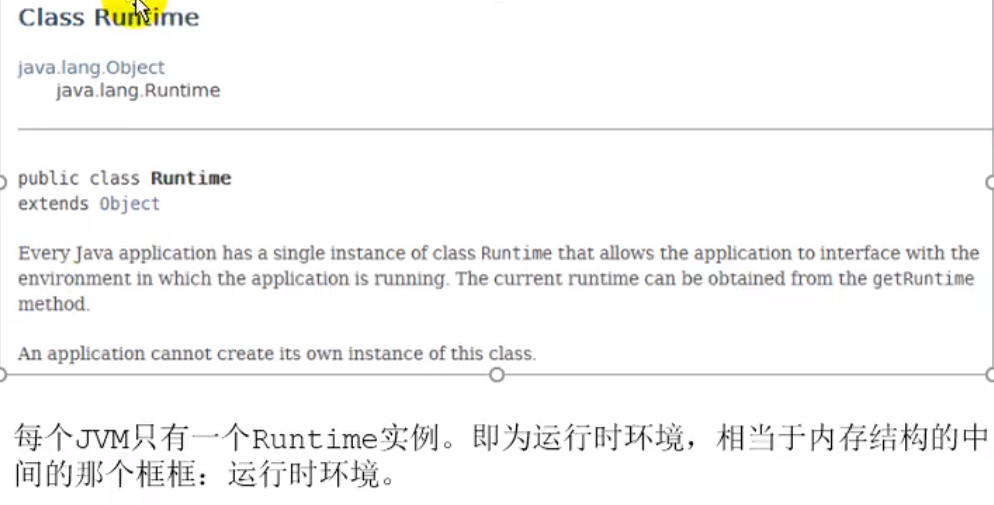 Class Runtime
java.lang.Object
java.lang.Runtime
public class Runtime
extends Object
Every Java application has a single instance of class Runtime that allows the application to interface with the
environment in which the application is running. The current runtime can be obtained from the getRuntime
method.
An application cannot create its own instance of this class.
每个JVM只有一个Runtime实例。即为运行时环境，相当于内存结构的中
间的那个框框：运行时环境。